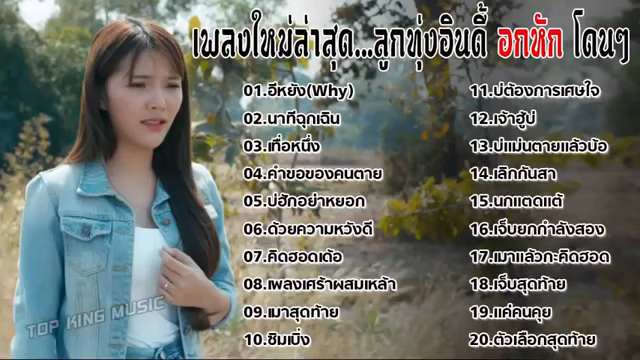 เพลงใหม่ล่าสุด...ลูกทุ่งอินดี้ อกหัก โดนๆ
01.อีหยัง(Why)
02.นาทีฉุกเฉิน
03.เทื่อหนึ่ง
04.คำขอของคนตาย
05.บ่ฮักอย่าหยอก
06.ด้วยความหวังดี
07.คิดฮอดเด้อ
08.เพลงเศร้าผสมเหล้า
09.เมาสุดท้าย
10.ซิมเบิ่ง
11.บ่ต้องการเศษใจ
12.เจ้าฮู้บ่
13.บ่แม่นตายแล้วบ้อ
14.เลิกกันสา
15.นกแตดแต้
16.เจ็บยกกำลังสอง
17.เมาแล้วกะคิดฮอด
18.เจ็บสุดท้าย
19.แค่คนคุย
20.ตัวเลือกสุดท้าย
TOP KING MUSIC